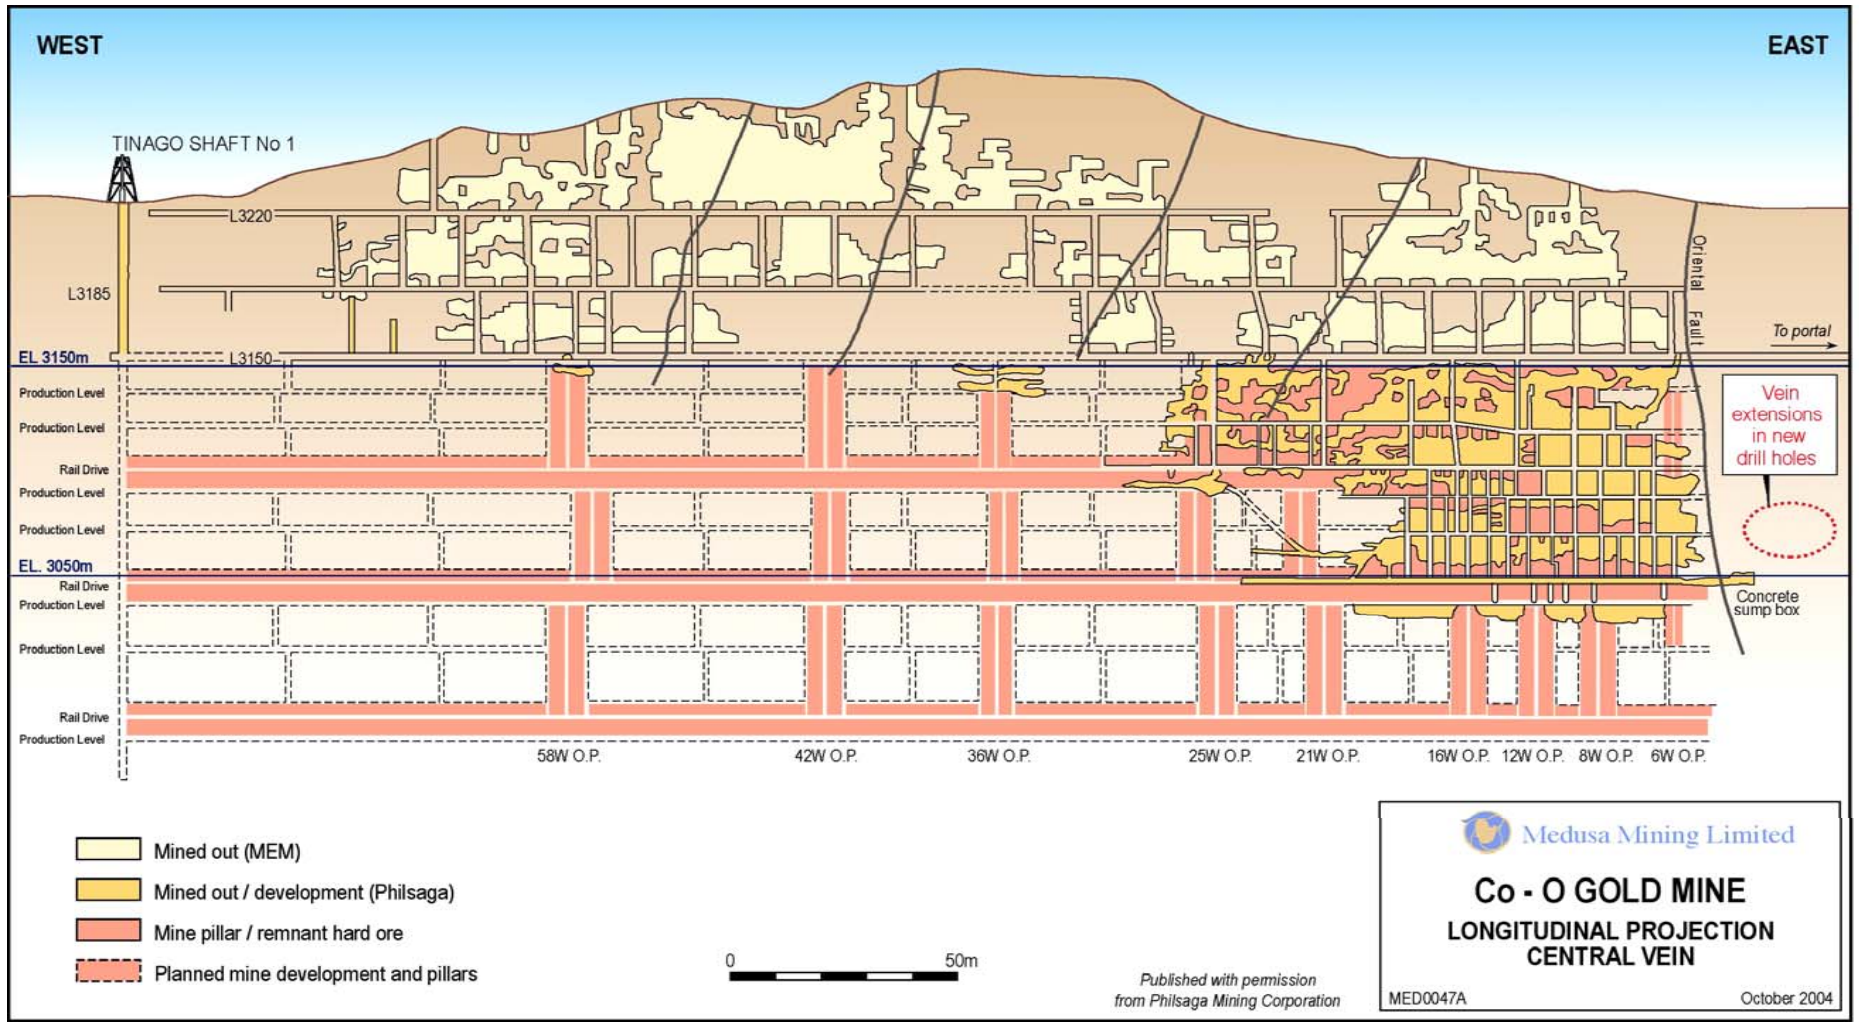 WEST
EAST
TINAGO SHAFT No 1
L3220
L3185
L3150
EL 3150m
Oriental Fault
To portal
Production Level
Production Level
Rail Drive
Production Level
Production Level
EL. 3050m
Rail Drive
Production Level
Production Level
Rail Drive
Production Level
Vein
extensions
in new
drill holes
Concrete
sump box
58W O.P.
42W O.P.
36W O.P.
25W O.P.
21W O.P.
16W O.P.
12W O.P.
8W O.P.
6W O.P.
Mined out (MEM)
Mined out / development (Philsaga)
Mine pillar / remnant hard ore
Planned mine development and pillars
0 50m
Published with permission
from Philsaga Mining Corporation
Medusa Mining Limited
Co - O GOLD MINE
LONGITUDINAL PROJECTION
CENTRAL VEIN
MED0047A
October 2004